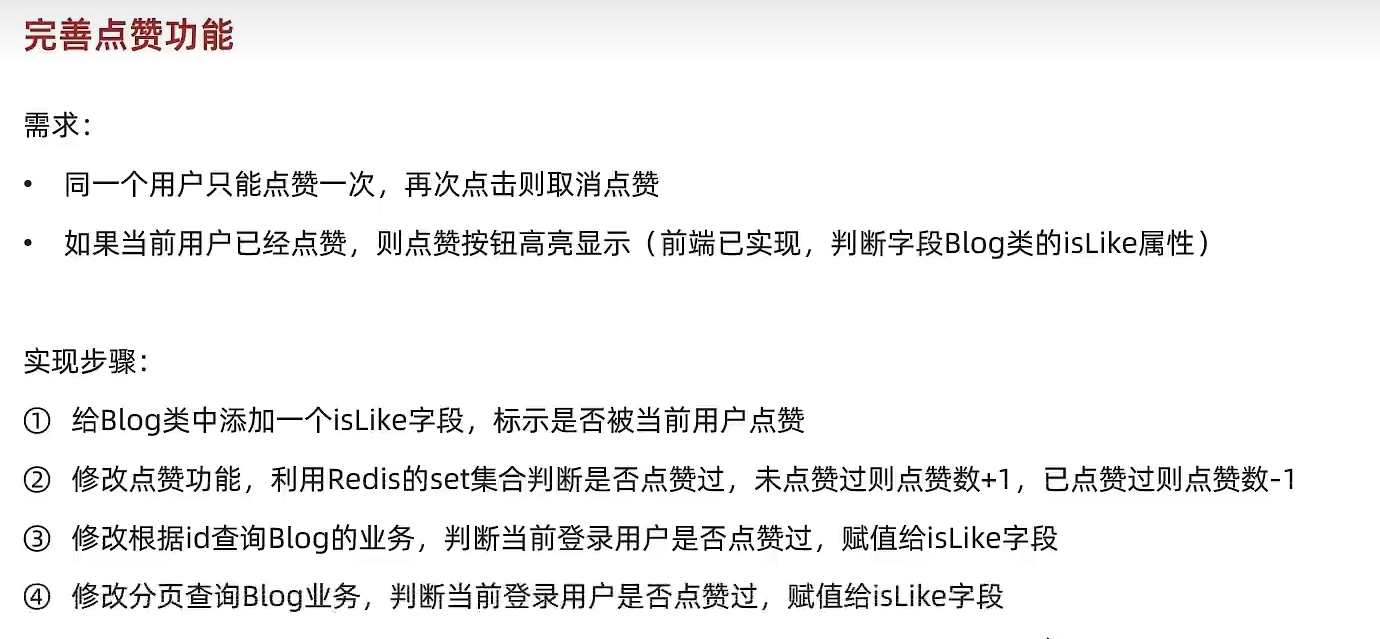 完善点赞功能
需求：
• 同一个用户只能点赞一次，再次点击则取消点赞
• 如果当前用户已经点赞，则点赞按钮高亮显示（前端已实现，判断字段Blog类的isLike属性）
实现步骤：
① 给Blog类中添加一个isLike字段，标示是否被当前用户点赞
② 修改点赞功能，利用Redis的set集合判断是否点赞过，未点赞过则点赞数+1，已点赞过则点赞数-1
③ 修改根据id查询Blog的业务，判断当前登录用户是否点赞过，赋值给isLike字段
④ 修改分页查询Blog业务，判断当前登录用户是否点赞过，赋值给isLike字段